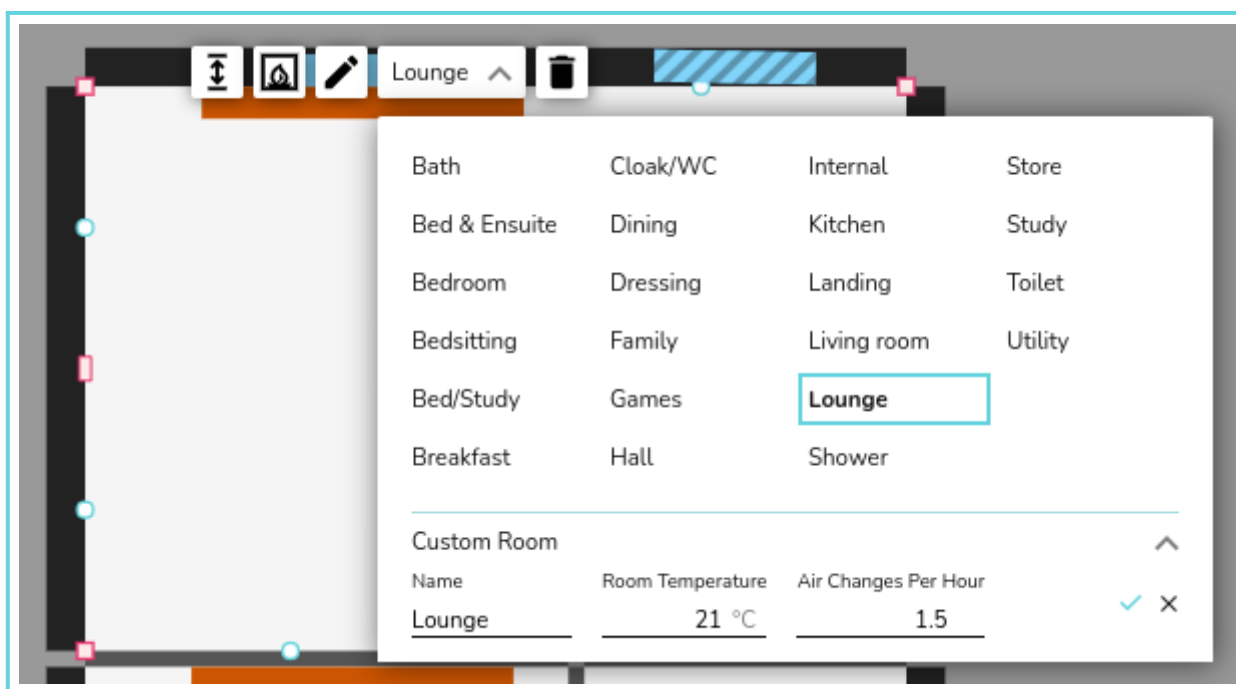 Lounge
Bath Cloak/WC Internal Store
Bed & Ensuite Dining Kitchen Study
Bedroom Dressing Landing Toilet
Bedsitting Family Living room Utility
Bed/Study Games Lounge
Breakfast Hall Shower
Custom Room
Name Room Temperature Air Changes Per Hour
Lounge 21 °C 1.5